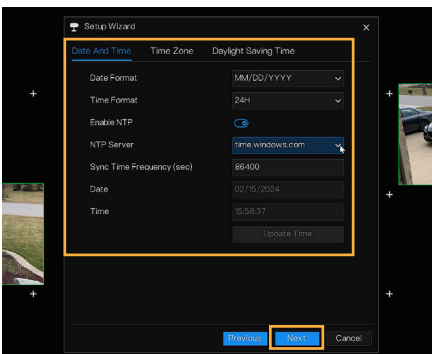 Setup Wizard
Date And Time Time Zone Daylight Saving Time
Date Format MM/DD/YYYY
Time Format 24H
Enable NTP
NTP Server time.windows.com
Sync Time Frequency (sec) 86400
Date 02/15/2024
Time 15:58:37
Update Time
Previous Next Cancel